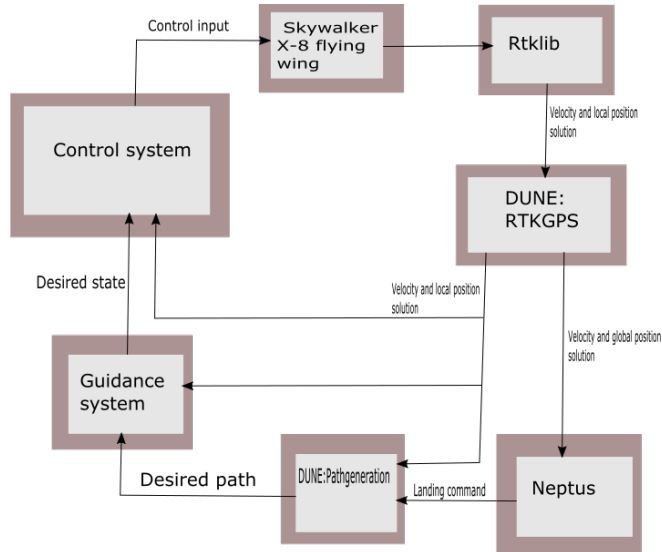 Control input
Skywalker
X-8 flying
wing
Rtklib
Velocity and local position
solution
Control system
DUNE:
RTKGPS
Desired state
Velocity and local position
solution
Velocity and global position
solution
Guidance
system
Desired path
DUNE:Pathgeneration
Landing command
Neptus